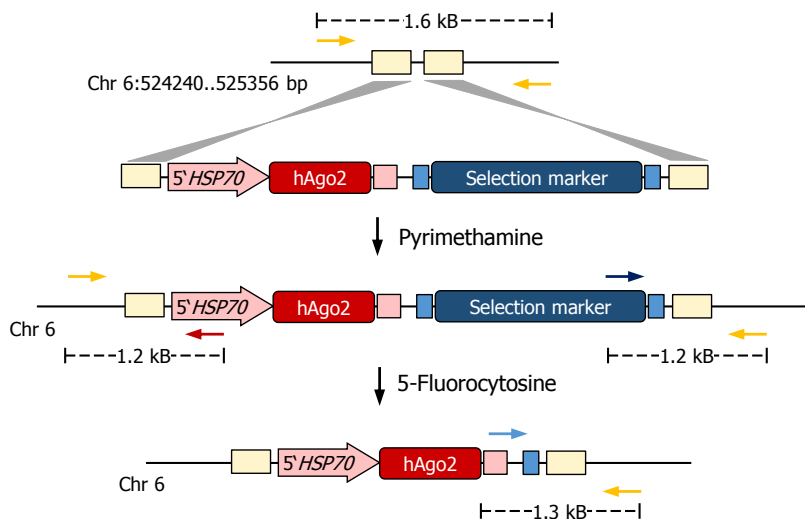 1.6 kB
Chr 6:524240..525356 bp
5‘HSP70 hAgo2 Selection marker
Pyrimethamine
5‘HSP70 hAgo2 Selection marker
Chr 6
1.2 kB 1.2 kB
5-Fluorocytosine
5‘HSP70 hAgo2
Chr 6
1.3 kB